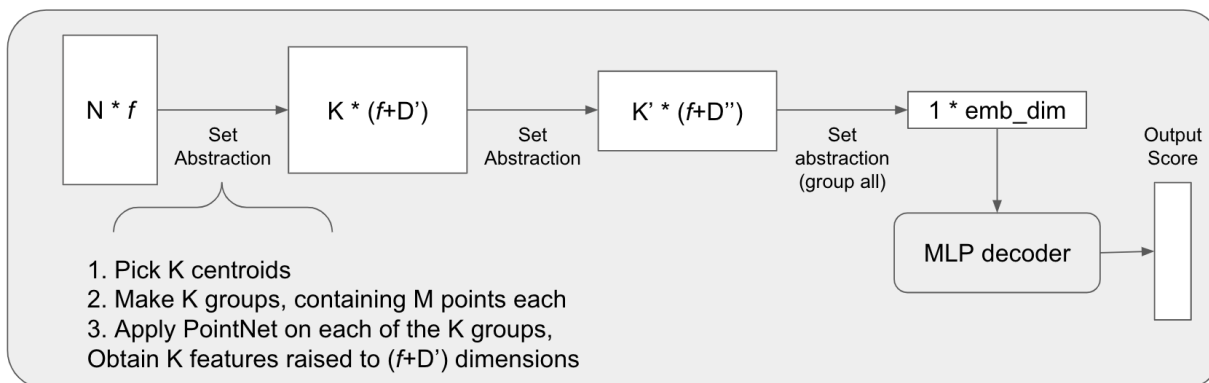 N * f
Set
Abstraction
K * (f+D’)
Set
Abstraction
K’ * (f+D’’)
Set
abstraction
(group all)
1 * emb_dim
MLP decoder
Output
Score
1. Pick K centroids
2. Make K groups, containing M points each
3. Apply PointNet on each of the K groups,
Obtain K features raised to (f+D’) dimensions